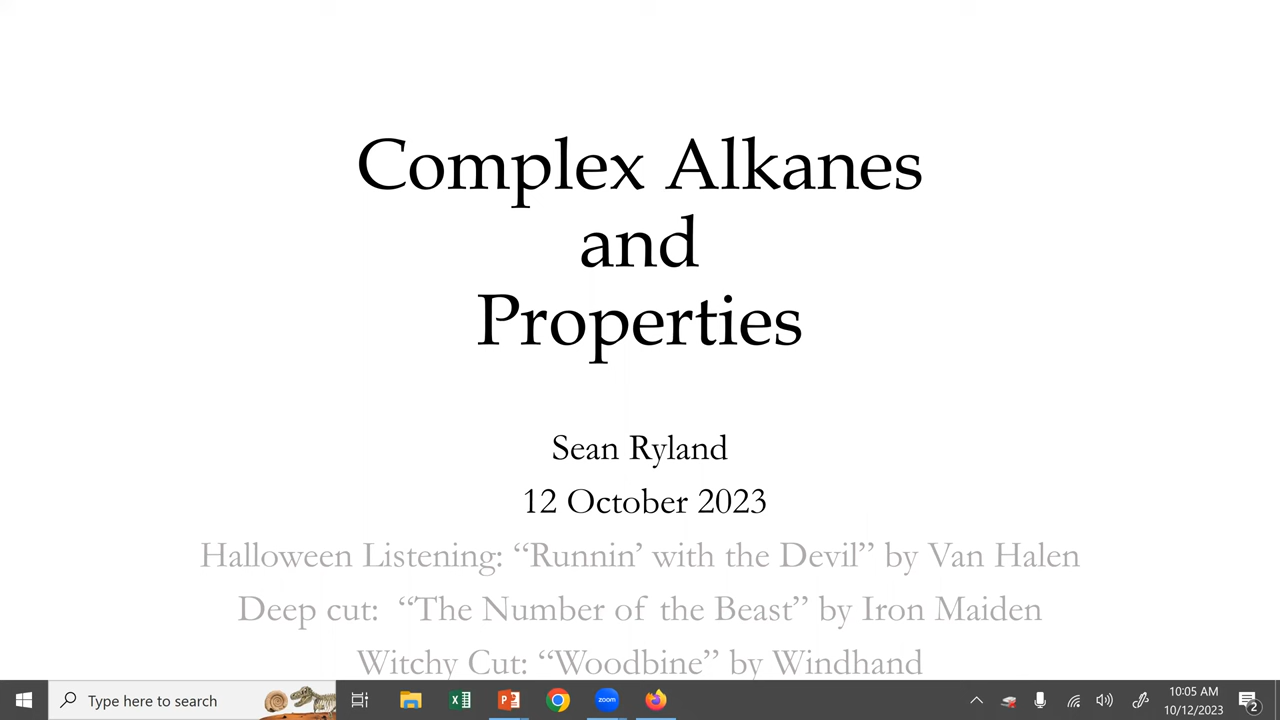 Complex Alkanes
and
Properties
Sean Ryland
12 October 2023
Halloween Listening: “Runnin’ with the Devil” by Van Halen
Deep cut: “The Number of the Beast” by Iron Maiden
Witchy Cut: “Woodbine” by Windhand
Type here to search
zoom
10:05 AM
10/12/2023
2